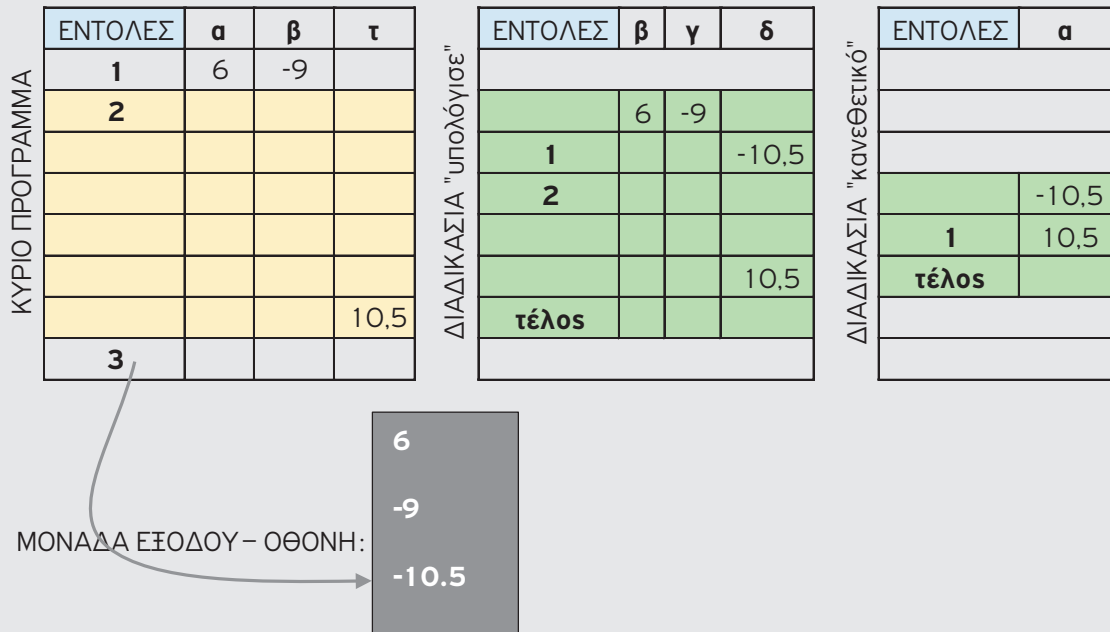 ΚΥΡΙΟ ΠΡΟΓΡΑΜΜΑ
ΕΝΤΟΛΕΣ α β τ
1 6 -9
2
10,5
3
ΔΙΑΔΙΚΑΣΙΑ "υπολόγισε"
ΕΝΤΟΛΕΣ β γ δ
6 -9
1 -10,5
2
10,5
τέλος
ΔΙΑΔΙΚΑΣΙΑ "κανεΘετικό"
ΕΝΤΟΛΕΣ α
-10,5
1 10,5
τέλος
ΜΟΝΑΔΑ ΕΞΟΔΟΥ – ΟΘΟΝΗ:
6
-9
-10.5